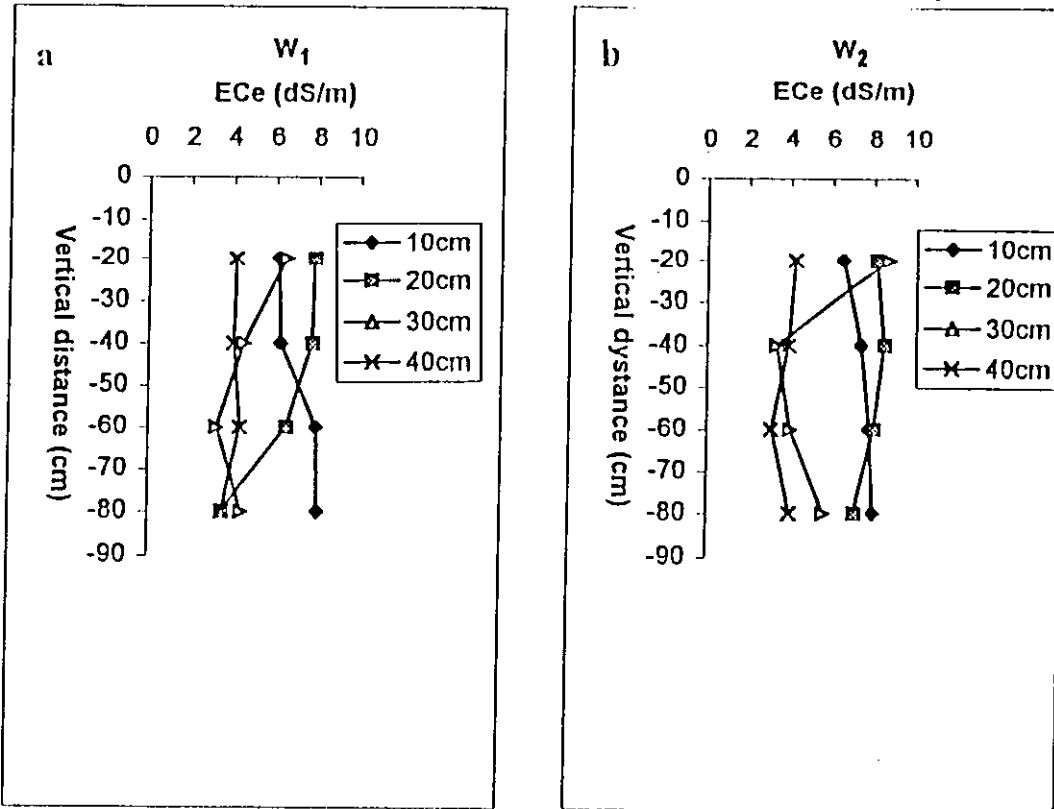 a
W₁
ECe (dS/m)
0 2 4 6 8 10
0
-10
-20
-30
-40
-50
-60
-70
-80
-90
Vertical distance (cm)
10cm
20cm
30cm
40cm
b
W₂
ECe (dS/m)
0 2 4 6 8 10
0
-10
-20
-30
-40
-50
-60
-70
-80
-90
Vertical dystance (cm)
10cm
20cm
30cm
40cm